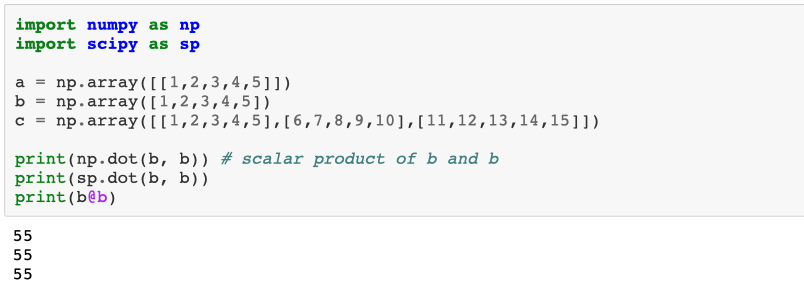 import numpy as np
import scipy as sp
a = np.array([[1,2,3,4,5]])
b = np.array([1,2,3,4,5])
c = np.array([[1,2,3,4,5],[6,7,8,9,10],[11,12,13,14,15]])
print(np.dot(b, b)) # scalar product of b and b
print(sp.dot(b, b))
print(b@b)
55
55
55